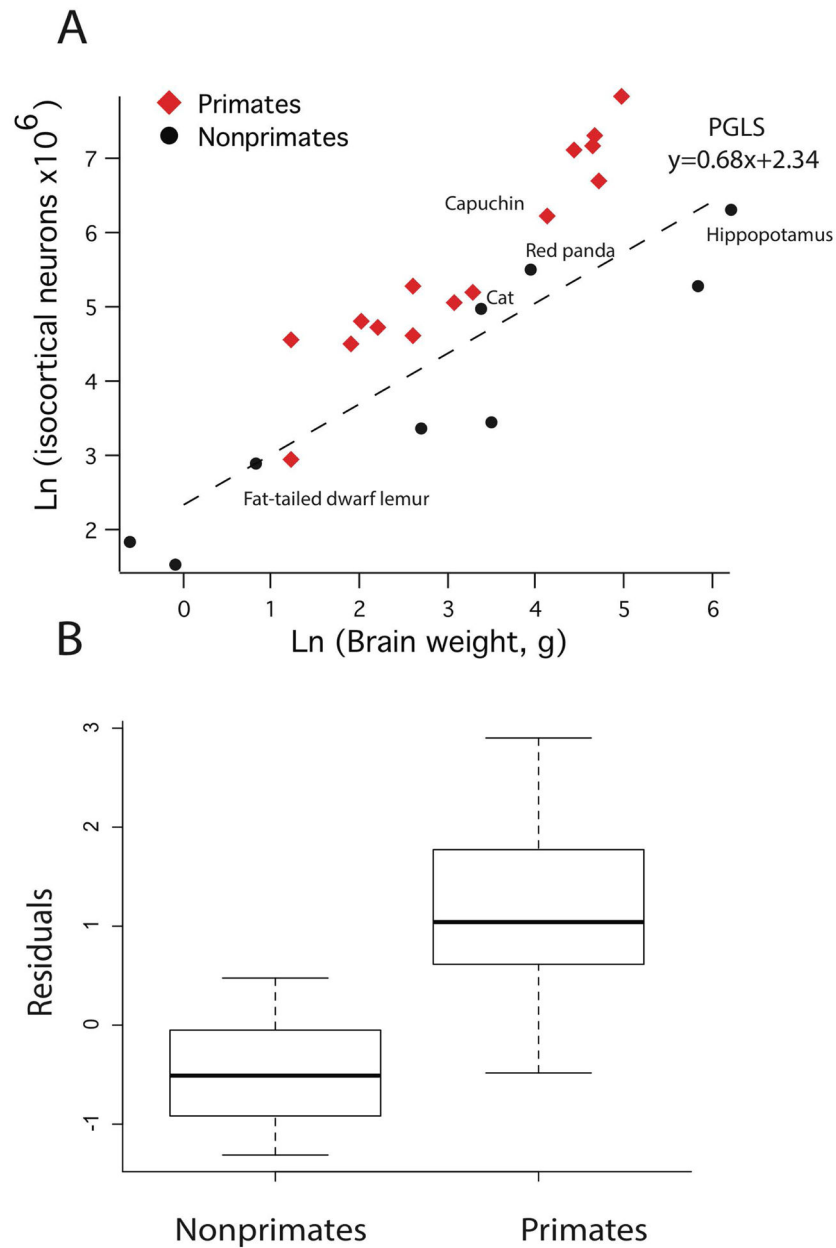 A
Primates
Nonprimates
PGLS
y=0.68x+2.34
Capuchin
Red panda
Hippopotamus
Cat
Fat-tailed dwarf lemur
Ln (isocortical neurons x10⁶)
7
6
5
4
3
2
0 1 2 3 4 5 6
Ln (Brain weight, g)
B
Residuals
3
2
1
0
-1
Nonprimates Primates